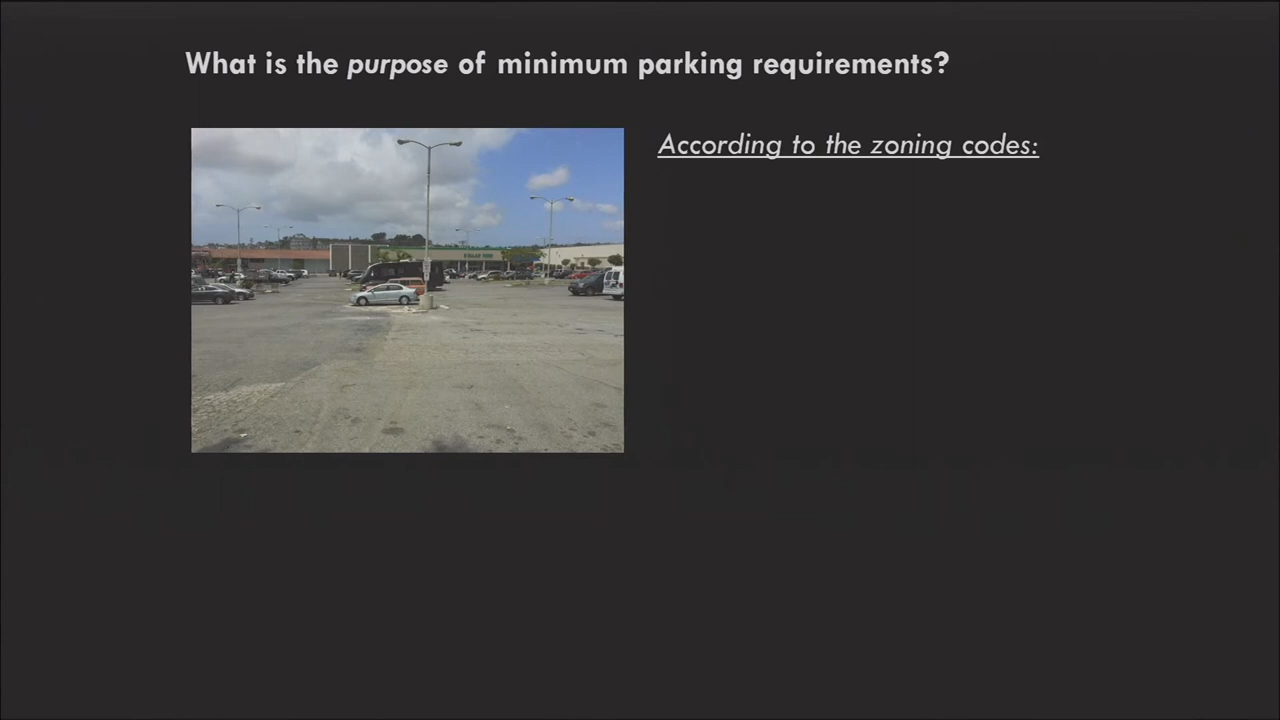 What is the purpose of minimum parking requirements?
According to the zoning codes: